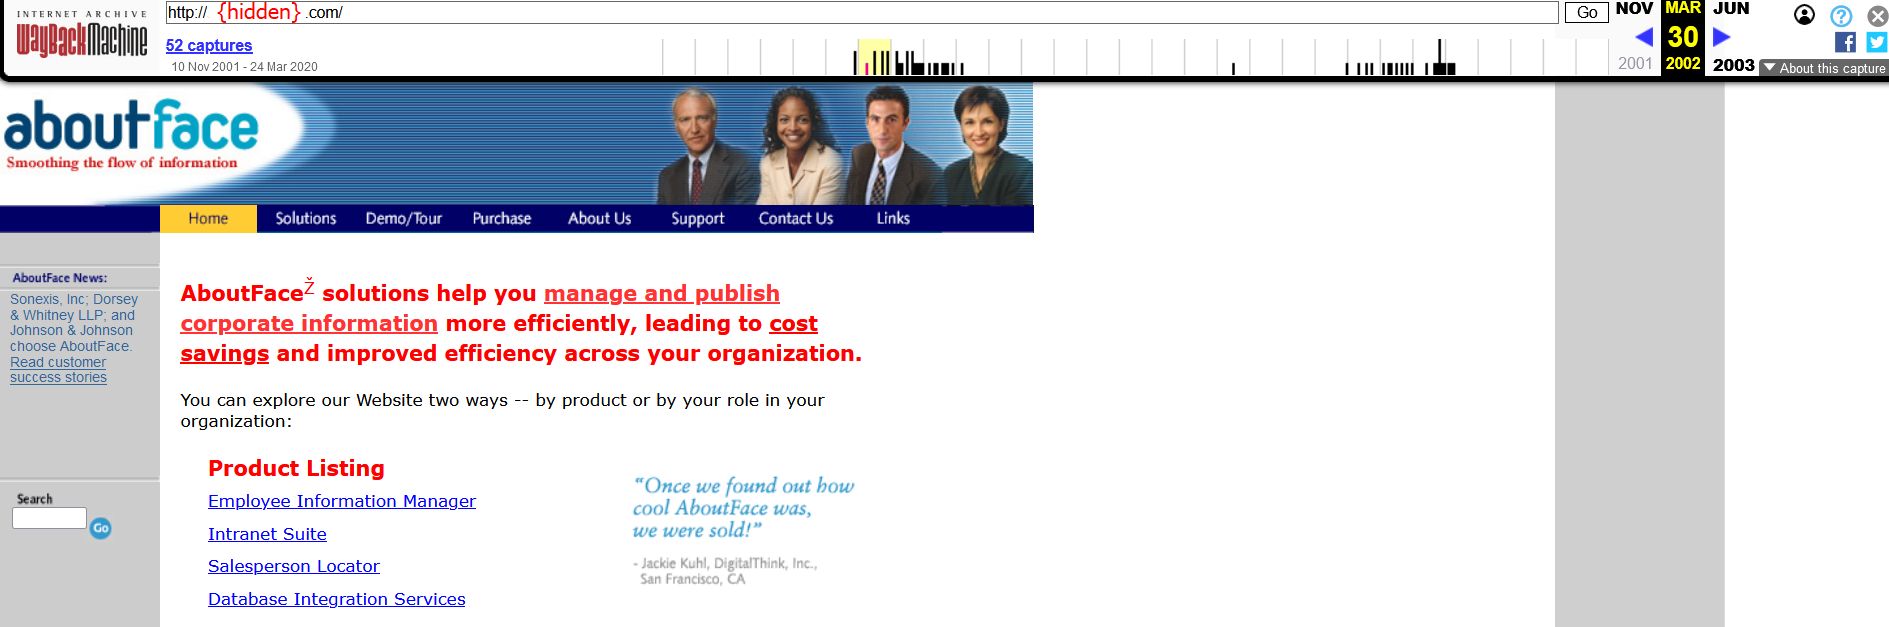 INTERNET ARCHIVE
WayBackMachine
http:// {hidden} .com/
Go
NOV MAR JUN
52 captures
30
10 Nov 2001 - 24 Mar 2020
2001 2002 2003
About this capture
aboutface
Smoothing the flow of information
Home Solutions Demo/Tour Purchase About Us Support Contact Us Links
AboutFace News:
Sonexis, Inc; Dorsey
& Whitney LLP; and
Johnson & Johnson
choose AboutFace.
Read customer
success stories
Search
Go
AboutFaceŽ solutions help you manage and publish
corporate information more efficiently, leading to cost
savings and improved efficiency across your organization.
You can explore our Website two ways -- by product or by your role in your
organization:
Product Listing
Employee Information Manager
Intranet Suite
Salesperson Locator
Database Integration Services
“Once we found out how
cool AboutFace was,
we were sold!”
- Jackie Kuhl, DigitalThink, Inc.,
San Francisco, CA